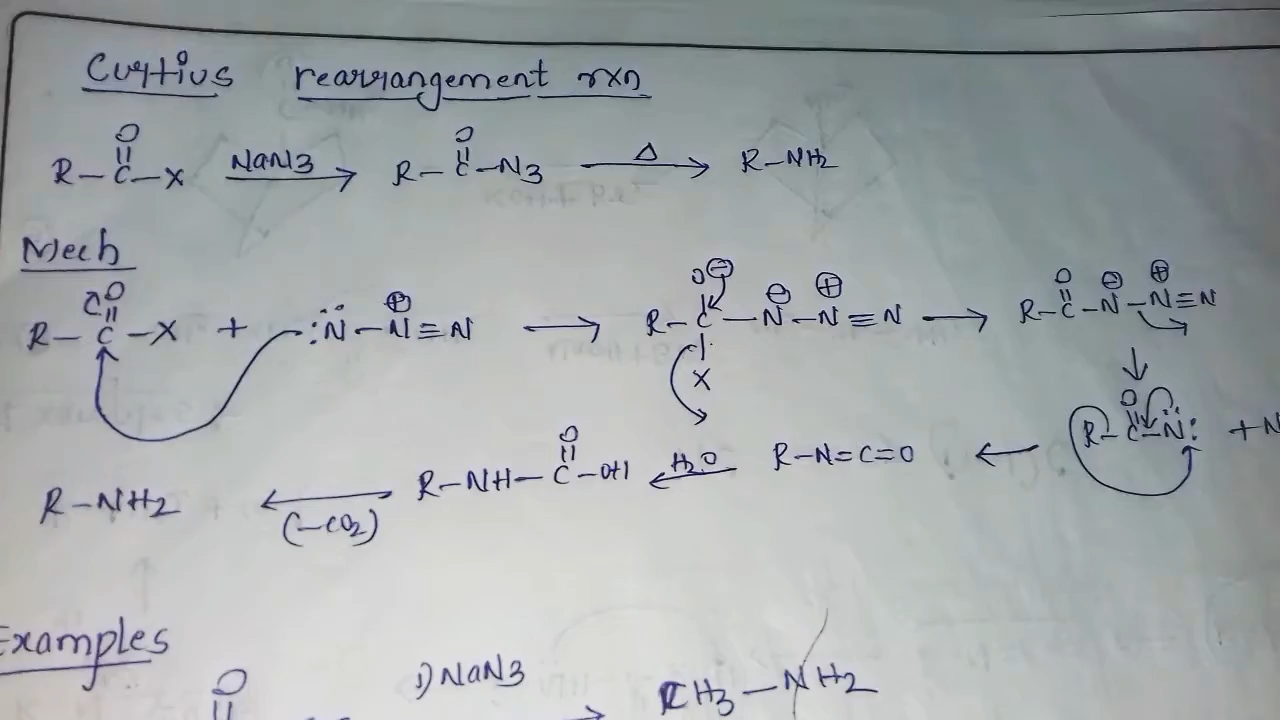 Curtius rearrangement rxn
O O
R–C–X NaN3 → R–C–N3 Δ → R–NH2
Mech
O O⊖ ⊖ ⊕ O ⊖ ⊕
R–C–X + :N̈–N⊕≡N → R–C–N–N≡N → R–C–N–N≡N
X ↓
O
R–NH2 ← (–CO2) R–NH–C(=O)–OH ← H2O R–N=C=O ← R–C–N̈: + N
Examples
O 1) NaN3 → CH3–NH2